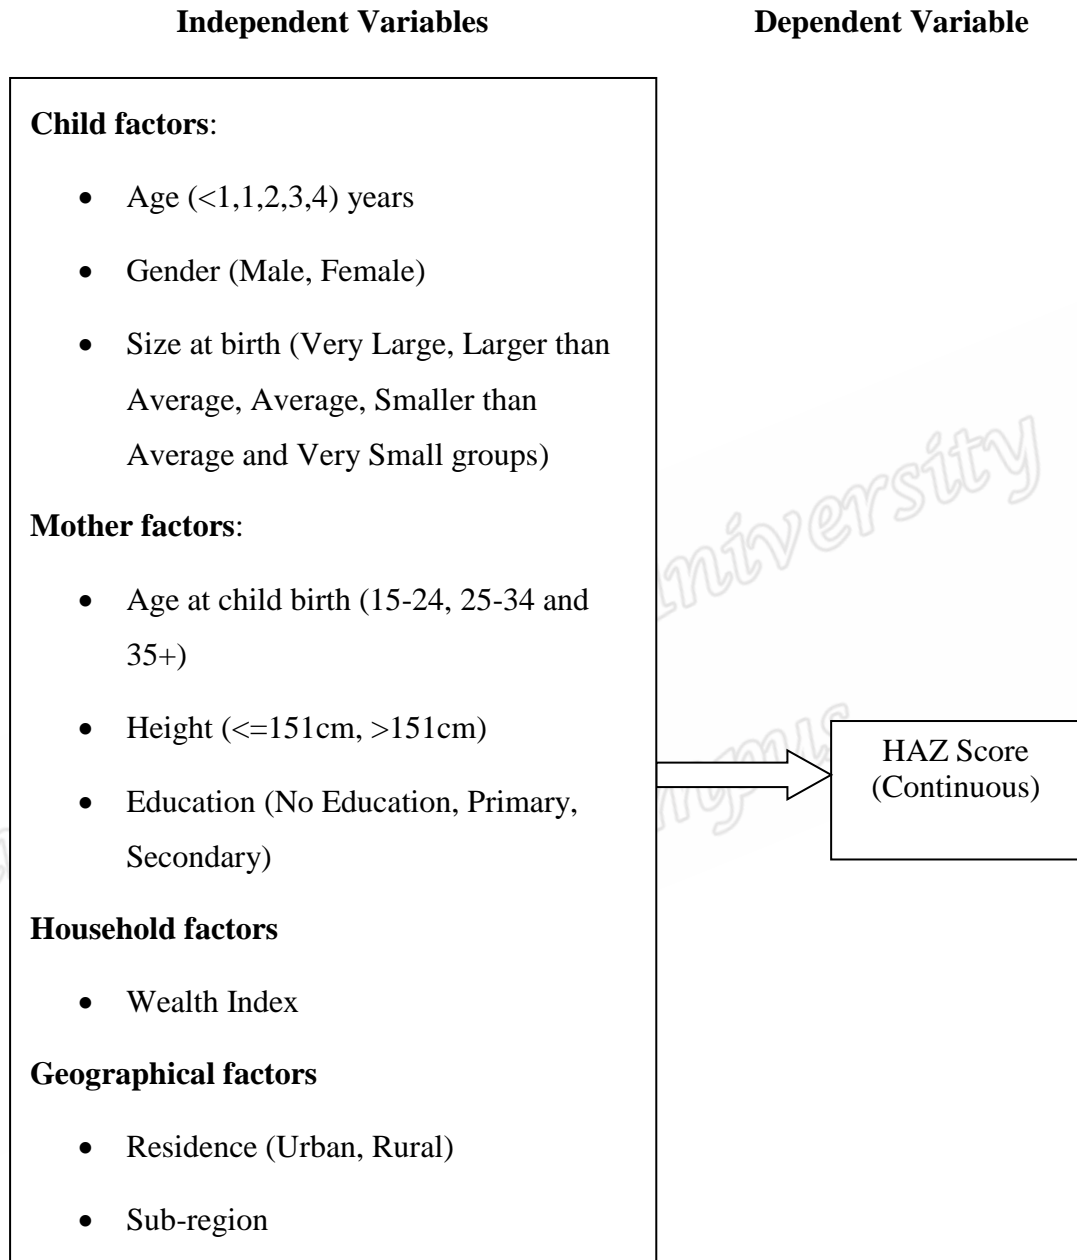 Independent Variables
Dependent Variable
Child factors:
• Age (<1,1,2,3,4) years
• Gender (Male, Female)
• Size at birth (Very Large, Larger than
Average, Average, Smaller than
Average and Very Small groups)
Mother factors:
• Age at child birth (15-24, 25-34 and
35+)
• Height (<=151cm, >151cm)
• Education (No Education, Primary,
Secondary)
Household factors
• Wealth Index
Geographical factors
• Residence (Urban, Rural)
• Sub-region
HAZ Score
(Continuous)